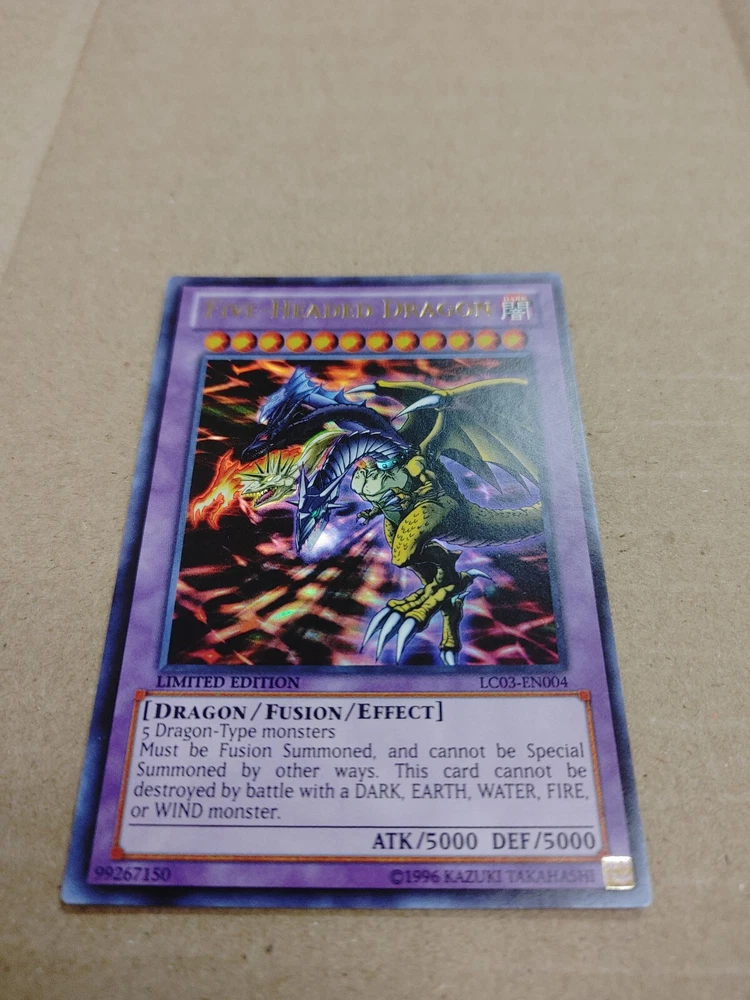 FIVE-HEADED DRAGON
DARK
闇
LIMITED EDITION
LC03-EN004
[DRAGON/FUSION/EFFECT]
5 Dragon-Type monsters
Must be Fusion Summoned, and cannot be Special
Summoned by other ways. This card cannot be
destroyed by battle with a DARK, EARTH, WATER, FIRE,
or WIND monster.
ATK/5000 DEF/5000
99267150
©1996 KAZUKI TAKAHASHI